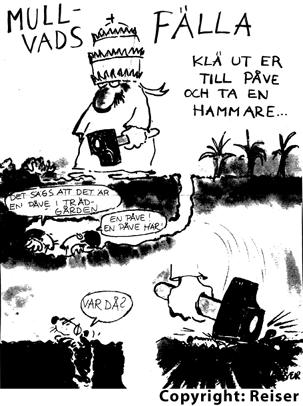 MULL-
VADS FÄLLA
KLÄ UT ER
TILL PÅVE
OCH TA EN
HAMMARE...
DET SÄGS ATT DET ÄR
EN PÅVE I TRÄD-
GÅRDEN
EN PÅVE!
EN PÅVE HÄR!
VAR DÅ?
Copyright: Reiser